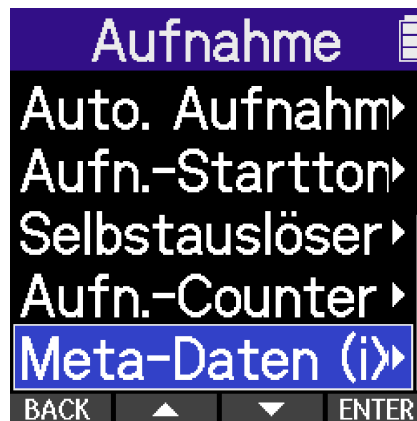 Aufnahme
Auto. Aufnahm
Aufn.-Startton
Selbstauslöser
Aufn.-Counter
Meta-Daten (i)
BACK ENTER